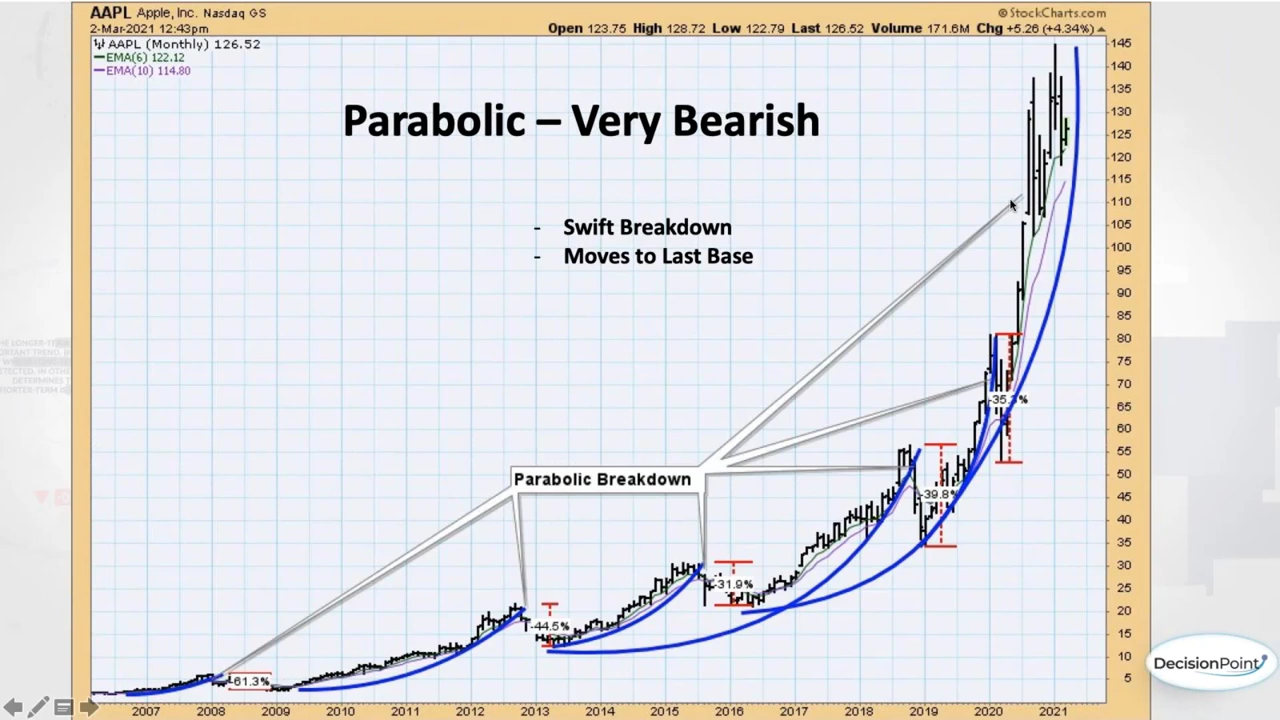 AAPL Apple, Inc. Nasdaq GS
© StockCharts.com
2-Mar-2021 12:43pm
Open 123.75 High 128.72 Low 122.79 Last 126.52 Volume 171.6M Chg +5.26 (+4.34%)
AAPL (Monthly) 126.52
EMA(6) 122.12
EMA(10) 114.80
Parabolic – Very Bearish
- Swift Breakdown
- Moves to Last Base
Parabolic Breakdown
-61.3%
-44.5%
-31.9%
-39.8%
145
140
135
130
125
120
115
110
105
100
95
90
85
80
75
70
65
60
55
50
45
40
35
30
25
20
15
10
5
2007 2008 2009 2010 2011 2012 2013 2014 2015 2016 2017 2018 2019 2020 2021
DecisionPoint